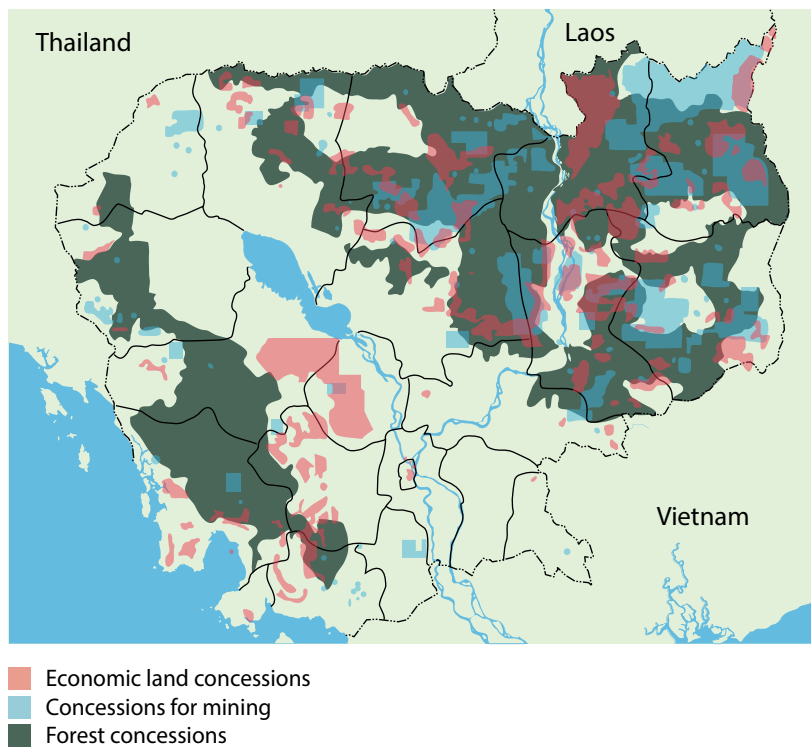 Thailand
Laos
Vietnam
Economic land concessions
Concessions for mining
Forest concessions